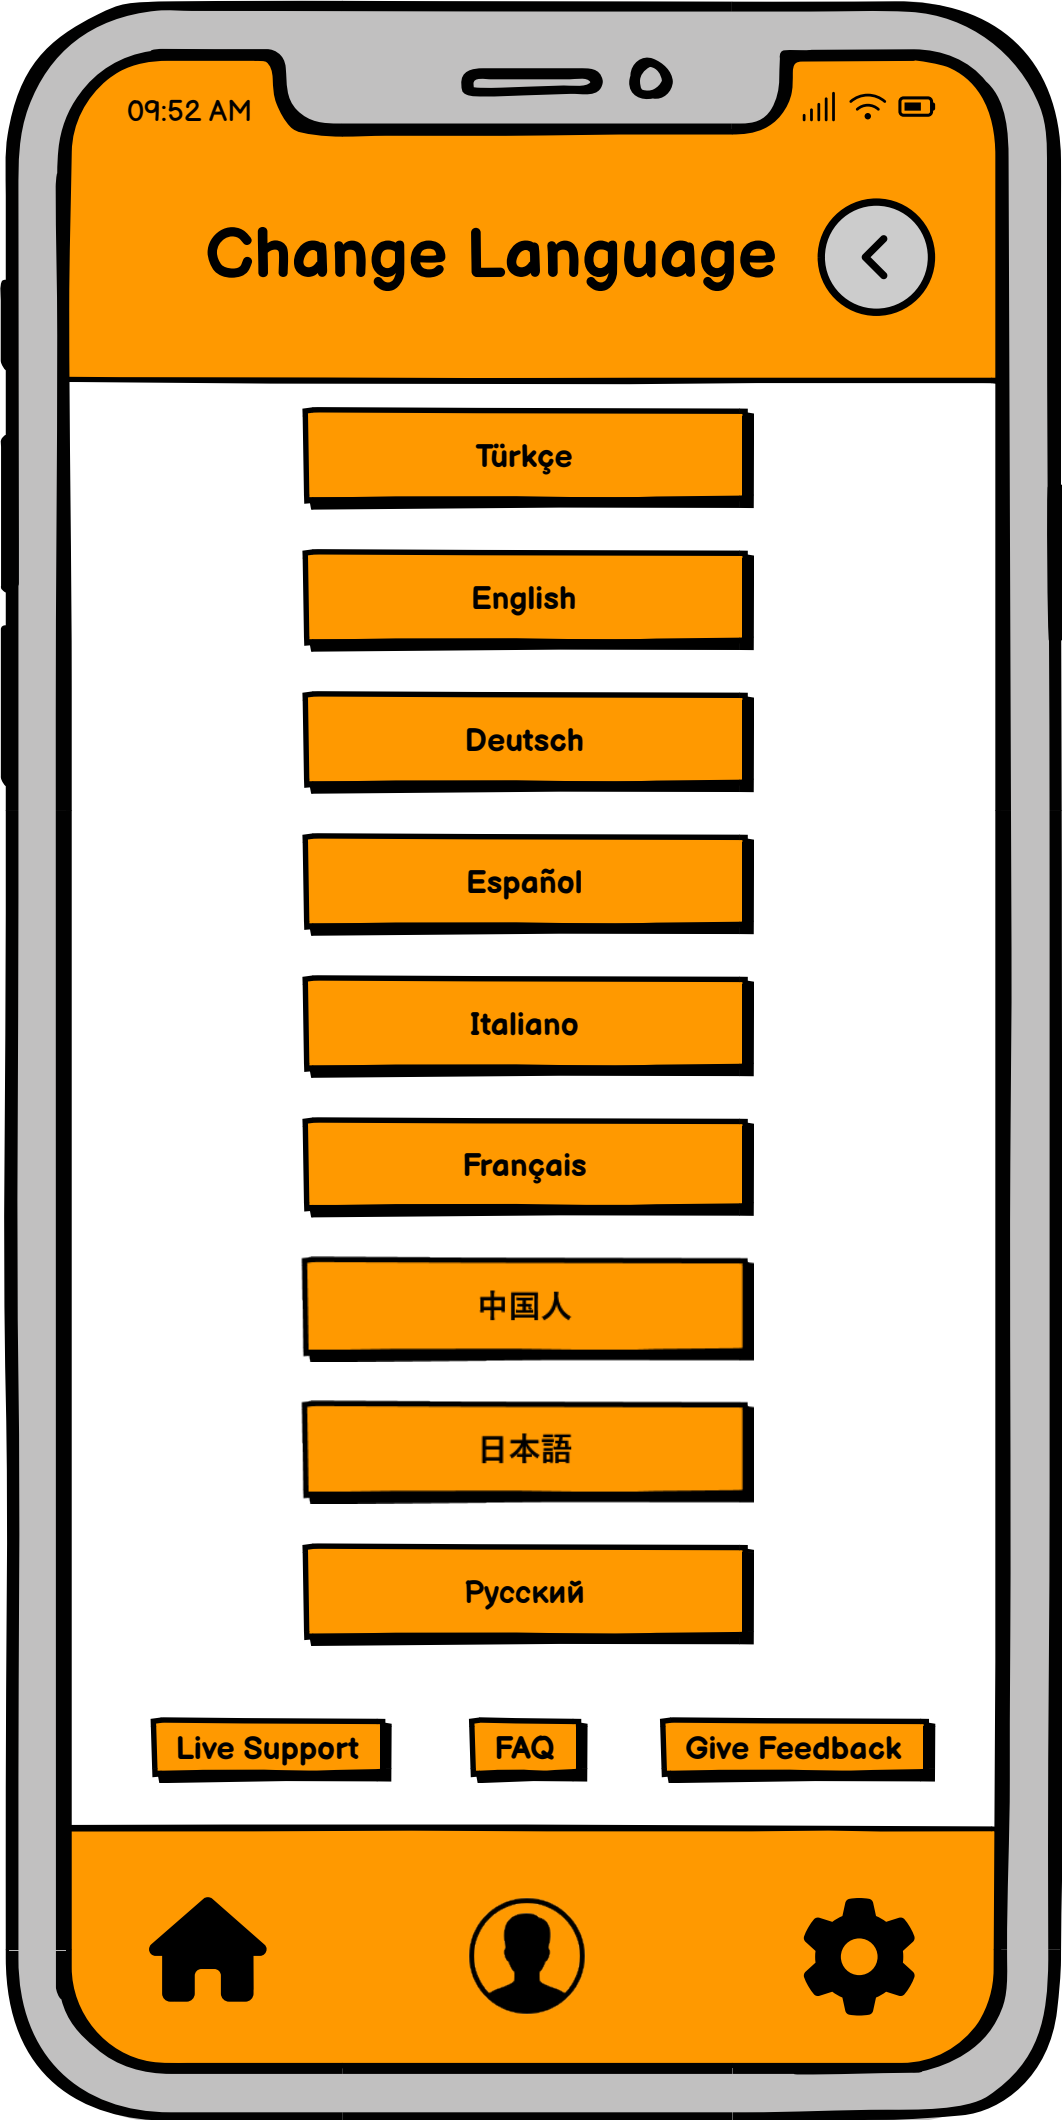 09:52 AM
Change Language
Türkçe
English
Deutsch
Español
Italiano
Français
中国人
日本語
Русский
Live Support FAQ Give Feedback